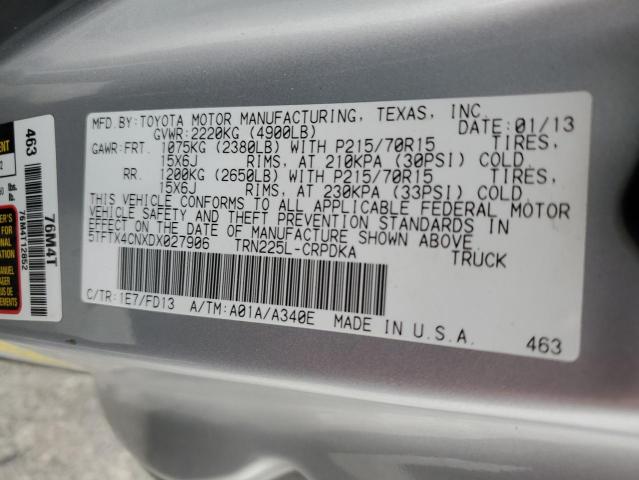 MFD.BY:TOYOTA MOTOR MANUFACTURING, TEXAS, INC.
GVWR:2220KG (4900LB) DATE:01/13
GAWR:FRT. 1075KG (2380LB) WITH P215/70R15 TIRES,
15X6J RIMS, AT 210KPA (30PSI) COLD.
RR. 1200KG (2650LB) WITH P215/70R15 TIRES,
15X6J RIMS, AT 230KPA (33PSI) COLD.
THIS VEHICLE CONFORMS TO ALL APPLICABLE FEDERAL MOTOR
VEHICLE SAFETY AND THEFT PREVENTION STANDARDS IN
EFFECT ON THE DATE OF MANUFACTURE SHOWN ABOVE.
5TFTX4CNXDX027906 TRN225L-CRPDKA TRUCK
C/TR:1E7/FD13 A/TM:A01A/A340E MADE IN U.S.A.
463
463
76M4T
76M4T12852